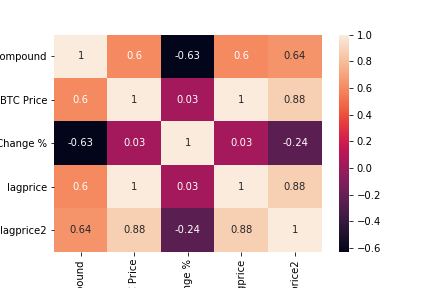 ompound 1 0.6 -0.63 0.6 0.64
BTC Price 0.6 1 0.03 1 0.88
Change % -0.63 0.03 1 0.03 -0.24
lagprice 0.6 1 0.03 1 0.88
lagprice2 0.64 0.88 -0.24 0.88 1
ound
Price
nge %
gprice
price2
1.0
0.8
0.6
0.4
0.2
0.0
−0.2
−0.4
−0.6